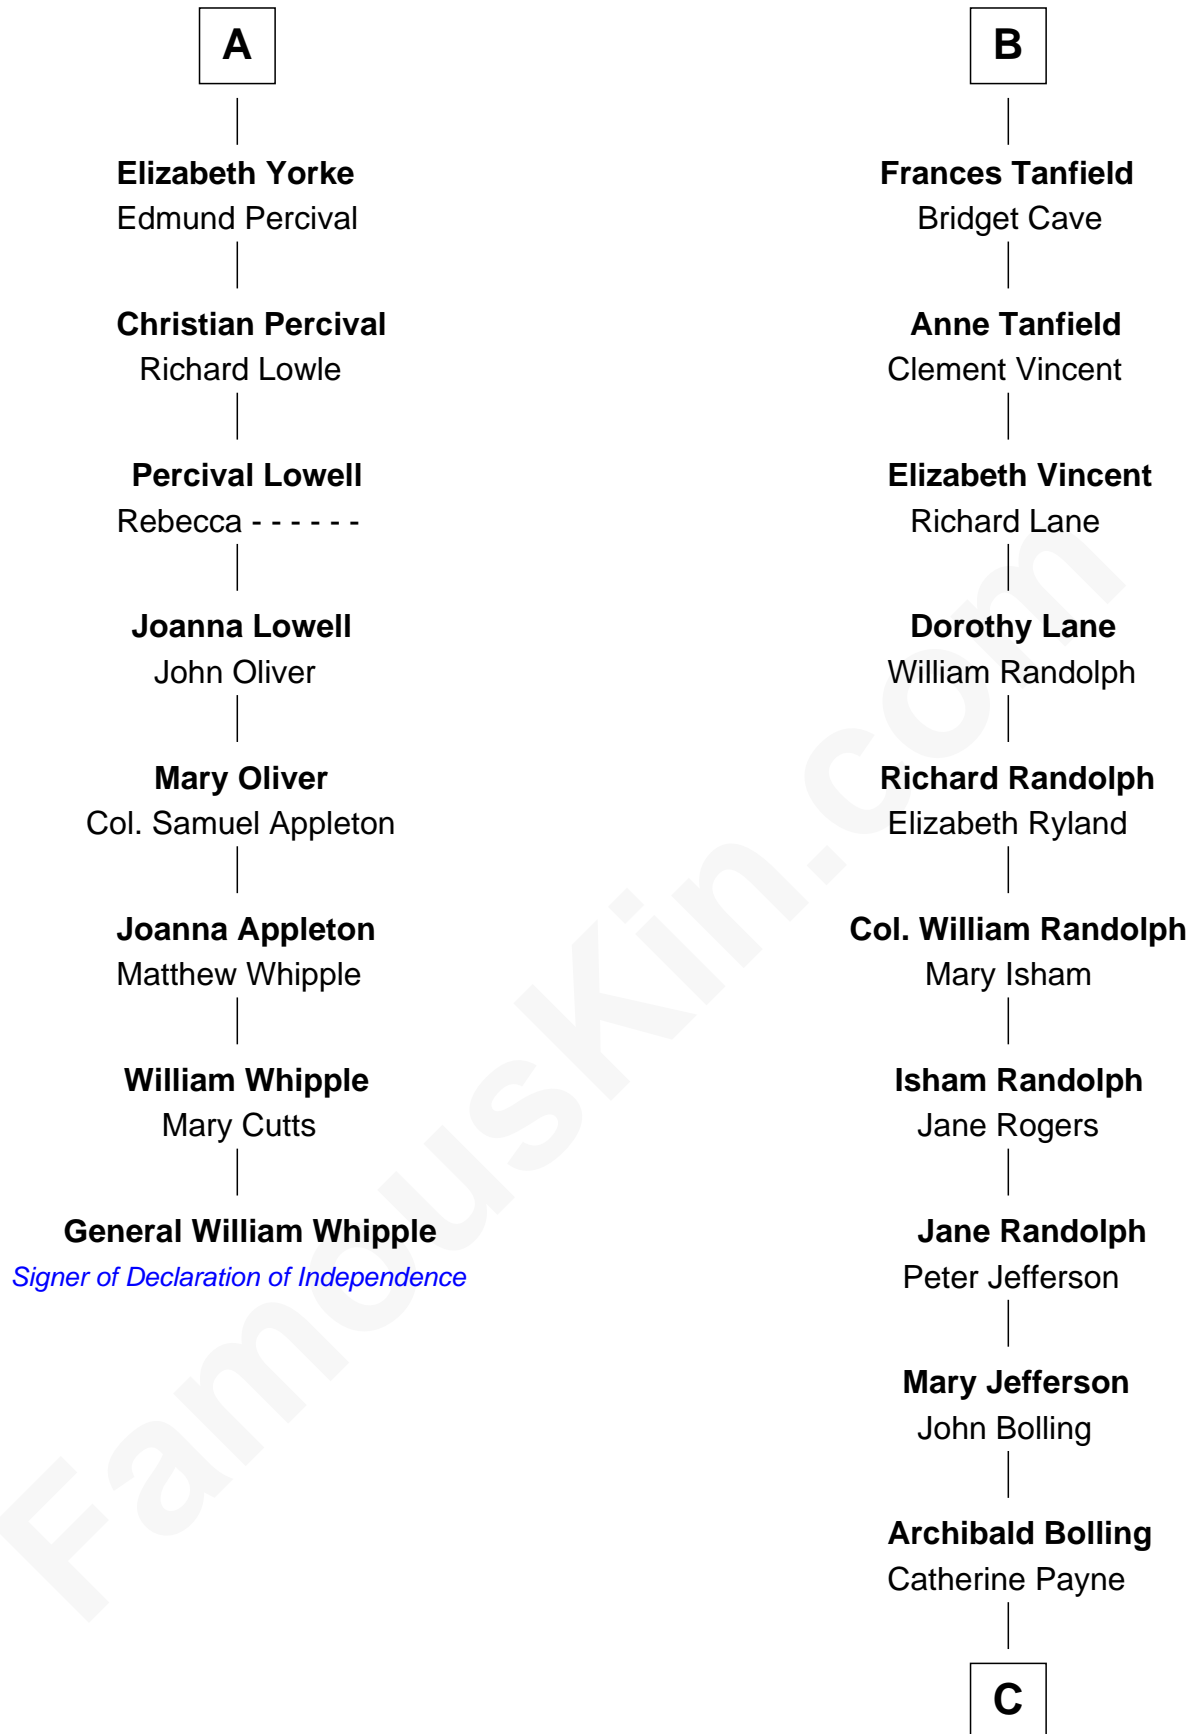 A
Elizabeth Yorke
Edmund Percival
Christian Percival
Richard Lowle
Percival Lowell
Rebecca - - - - - -
Joanna Lowell
John Oliver
Mary Oliver
Col. Samuel Appleton
Joanna Appleton
Matthew Whipple
William Whipple
Mary Cutts
General William Whipple
Signer of Declaration of Independence
B
Frances Tanfield
Bridget Cave
Anne Tanfield
Clement Vincent
Elizabeth Vincent
Richard Lane
Dorothy Lane
William Randolph
Richard Randolph
Elizabeth Ryland
Col. William Randolph
Mary Isham
Isham Randolph
Jane Rogers
Jane Randolph
Peter Jefferson
Mary Jefferson
John Bolling
Archibald Bolling
Catherine Payne
C
FamousKin.com